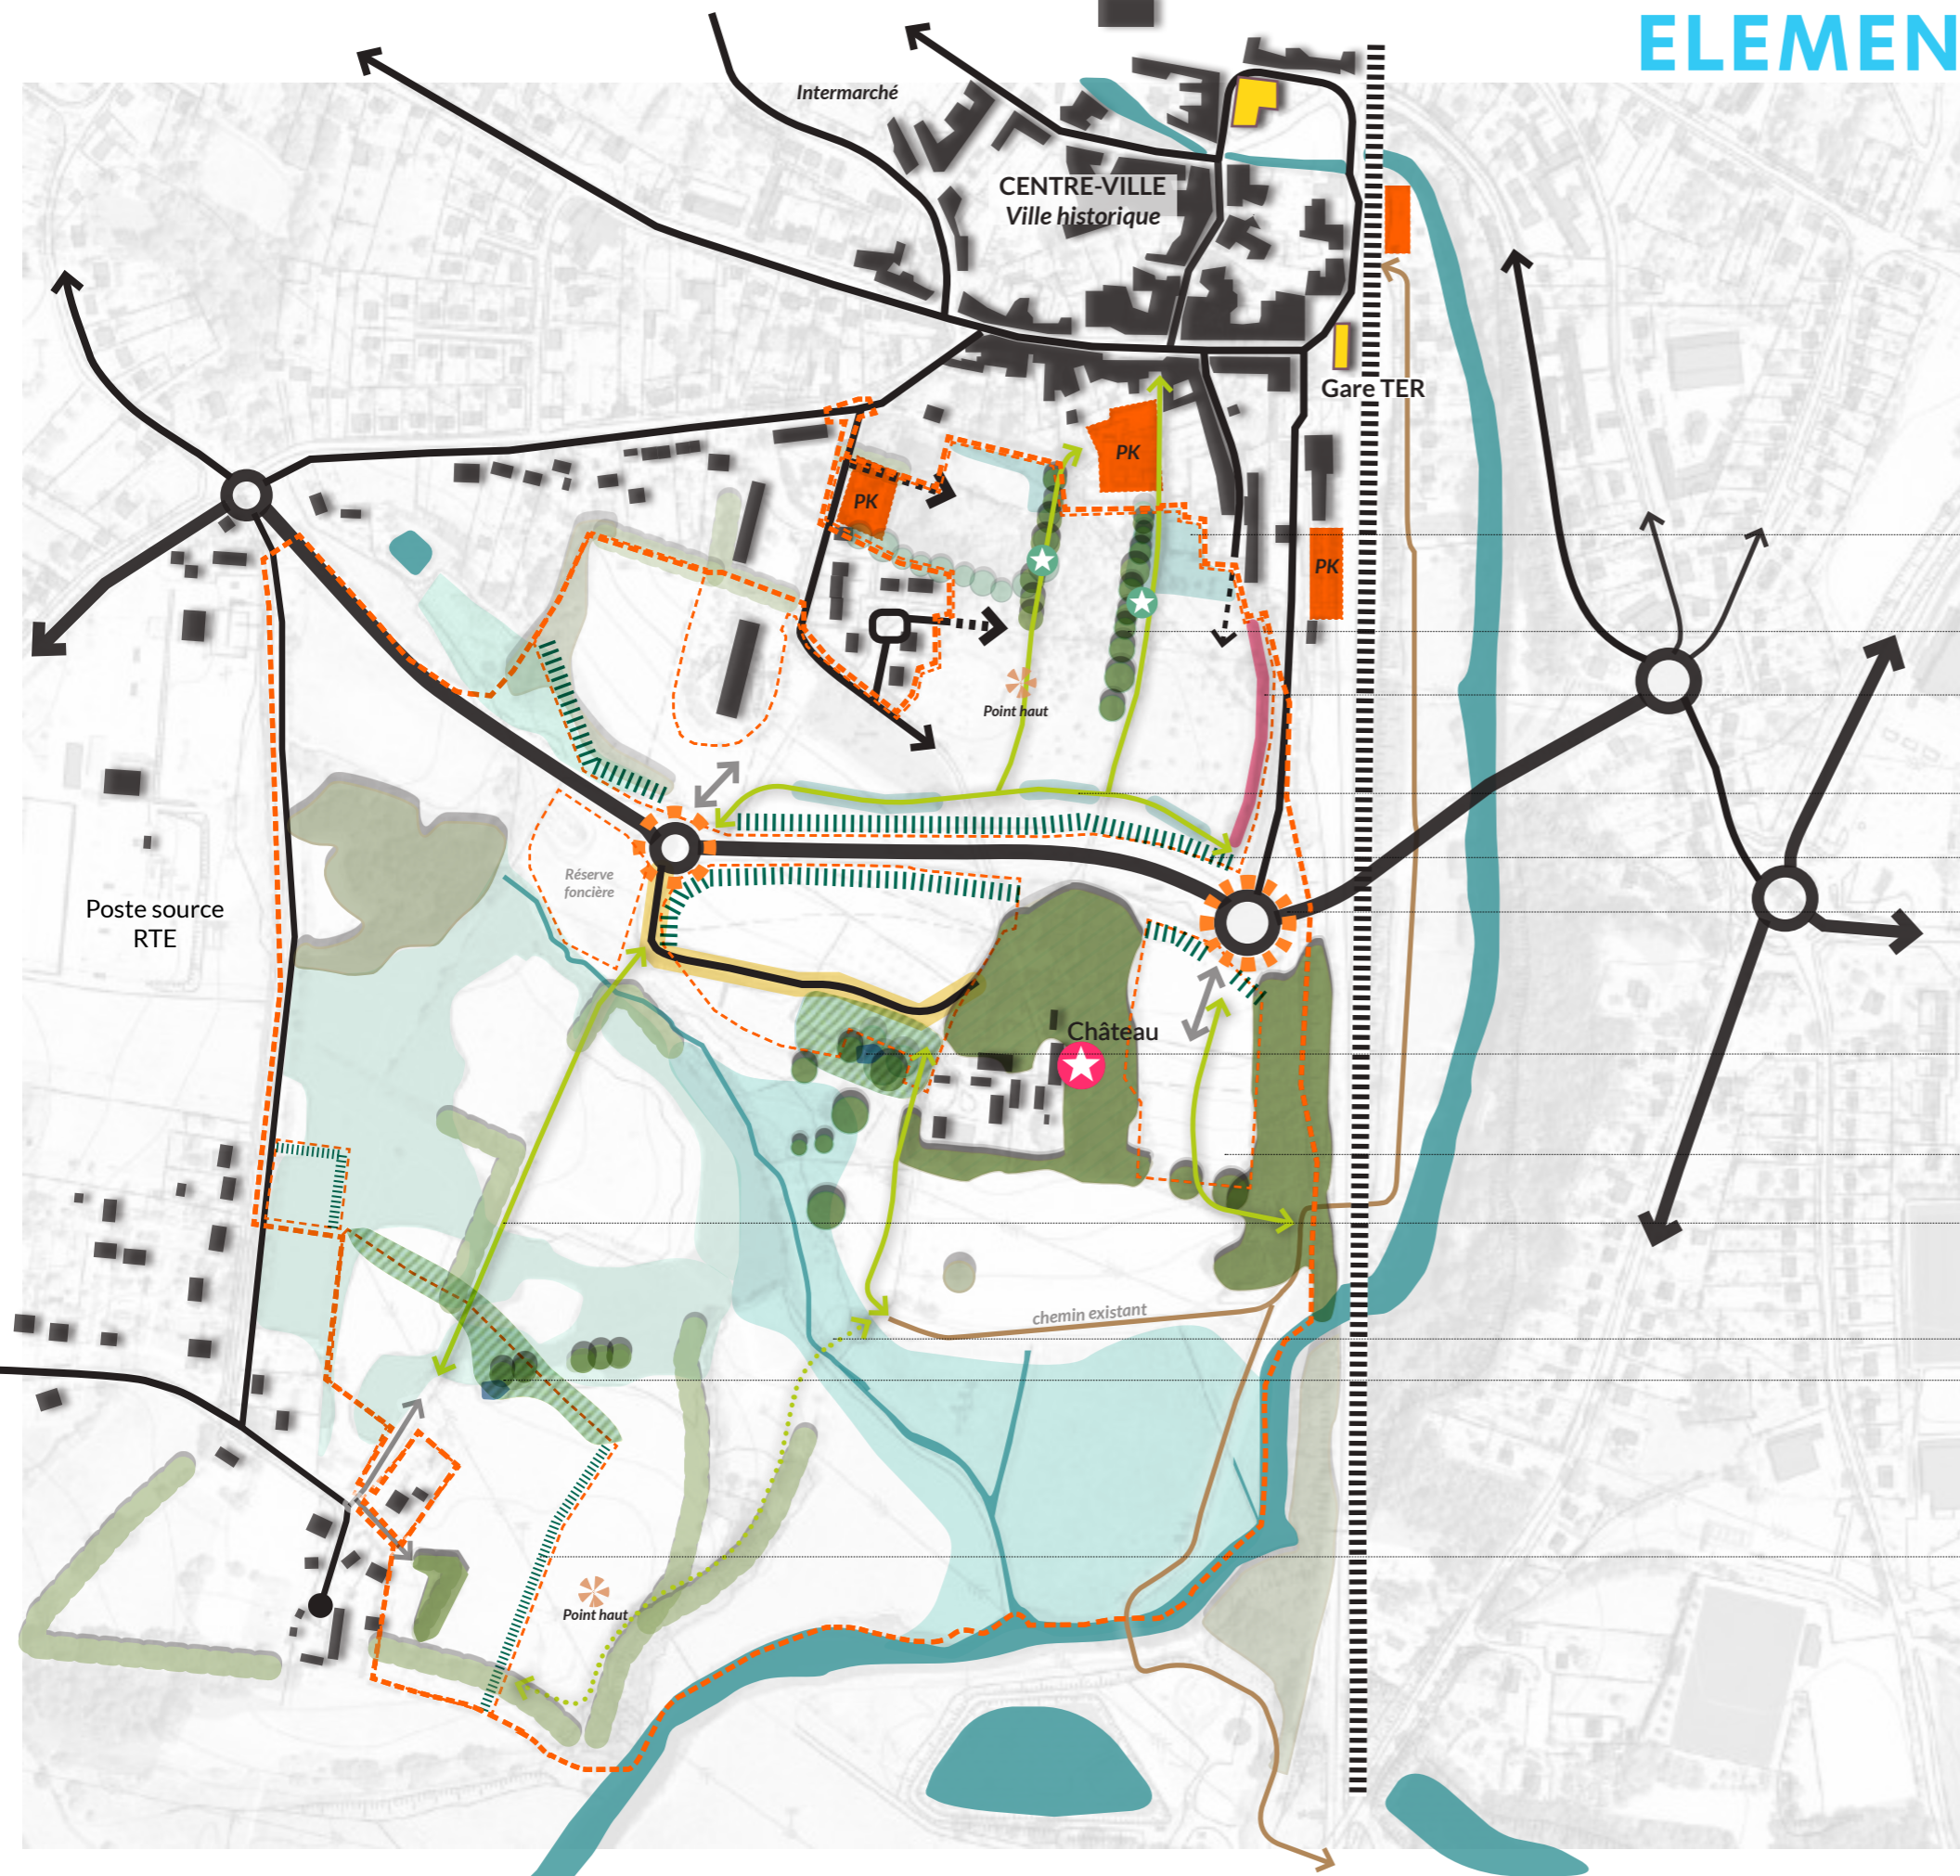 ELEMEN
Intermarché
CENTRE-VILLE
Ville historique
Gare TER
PK
PK
PK
Point haut
Réserve
foncière
Poste source
RTE
Château
chemin existant
Point haut